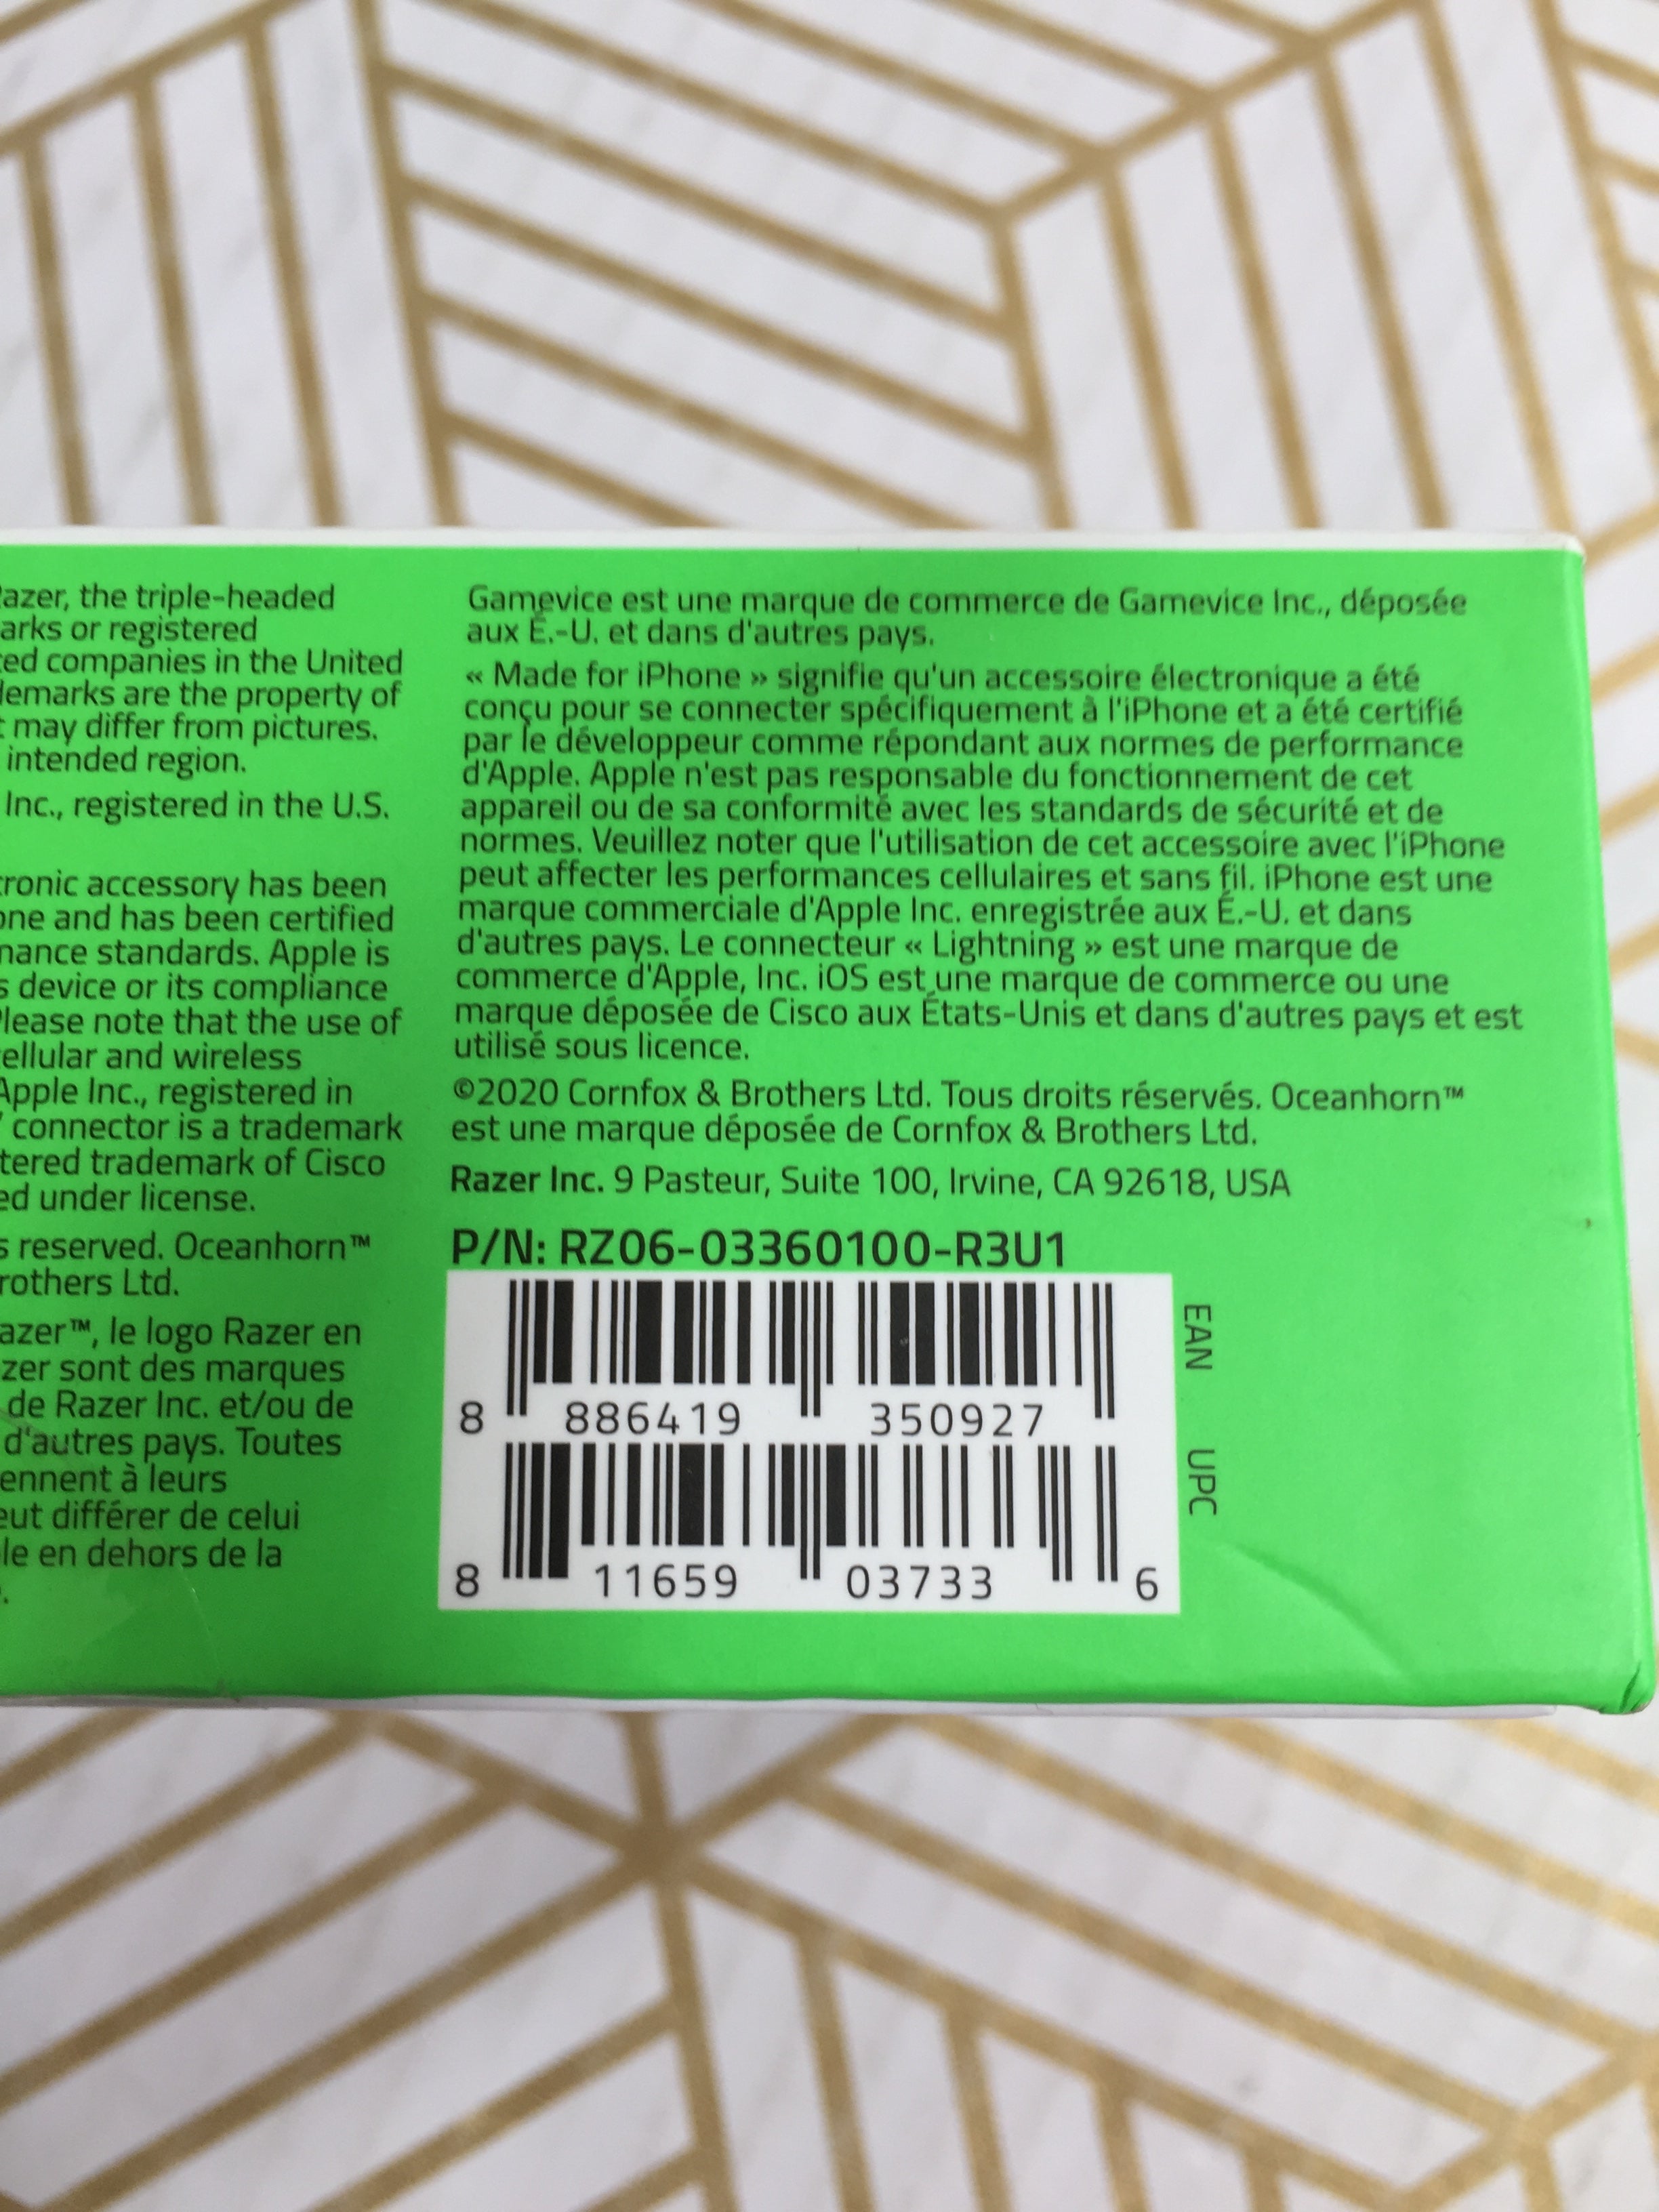 Razer, the triple-headed
arks or registered
ed companies in the United
demarks are the property of
t may differ from pictures.
intended region.
Inc., registered in the U.S.
tronic accessory has been
one and has been certified
mance standards. Apple is
s device or its compliance
Please note that the use of
cellular and wireless
Apple Inc., registered in
connector is a trademark
tered trademark of Cisco
ed under license.
s reserved. Oceanhorn™
rothers Ltd.
azer™, le logo Razer en
zer sont des marques
de Razer Inc. et/ou de
d'autres pays. Toutes
ennent à leurs
eut différer de celui
le en dehors de la
Gamevice est une marque de commerce de Gamevice Inc., déposée
aux É.-U. et dans d'autres pays.
« Made for iPhone » signifie qu'un accessoire électronique a été
conçu pour se connecter spécifiquement à l'iPhone et a été certifié
par le développeur comme répondant aux normes de performance
d'Apple. Apple n'est pas responsable du fonctionnement de cet
appareil ou de sa conformité avec les standards de sécurité et de
normes. Veuillez noter que l'utilisation de cet accessoire avec l'iPhone
peut affecter les performances cellulaires et sans fil. iPhone est une
marque commerciale d'Apple Inc. enregistrée aux É.-U. et dans
d'autres pays. Le connecteur « Lightning » est une marque de
commerce d'Apple, Inc. iOS est une marque de commerce ou une
marque déposée de Cisco aux États-Unis et dans d'autres pays et est
utilisé sous licence.
©2020 Cornfox & Brothers Ltd. Tous droits réservés. Oceanhorn™
est une marque déposée de Cornfox & Brothers Ltd.
Razer Inc. 9 Pasteur, Suite 100, Irvine, CA 92618, USA
P/N: RZ06-03360100-R3U1
8 886419 350927
EAN
8 11659 03733 6
UPC